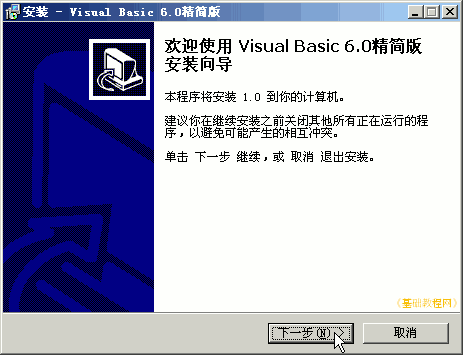 安装 - Visual Basic 6.0精简版
欢迎使用 Visual Basic 6.0精简版
安装向导
本程序将安装 1.0 到你的计算机。
建议你在继续安装之前关闭其他所有正在运行的程
序，以避免可能产生的相互冲突。
单击 下一步 继续，或 取消 退出安装。
《基础教程网》
下一步(N) >
取消